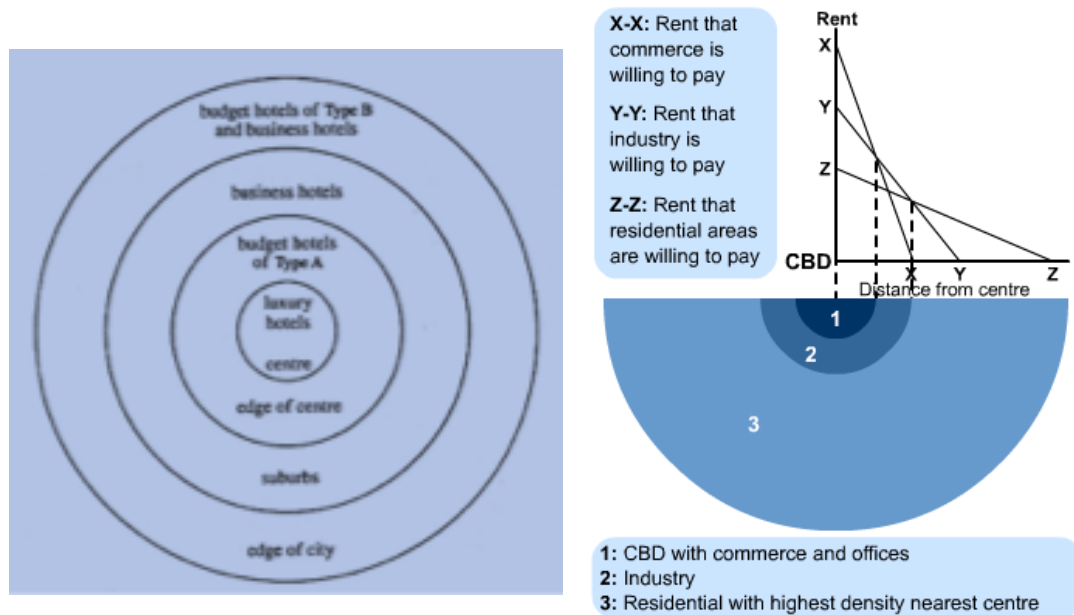 budget hotels of Type B
and business hotels
business hotels
budget hotels
of Type A
luxury
hotels
centre
edge of centre
suburbs
edge of city
X-X: Rent that
commerce is
willing to pay
Y-Y: Rent that
industry is
willing to pay
Z-Z: Rent that
residential areas
are willing to pay
Rent
X
Y
Z
CBD
X Y Z
Distance from centre
1
2
3
1: CBD with commerce and offices
2: Industry
3: Residential with highest density nearest centre